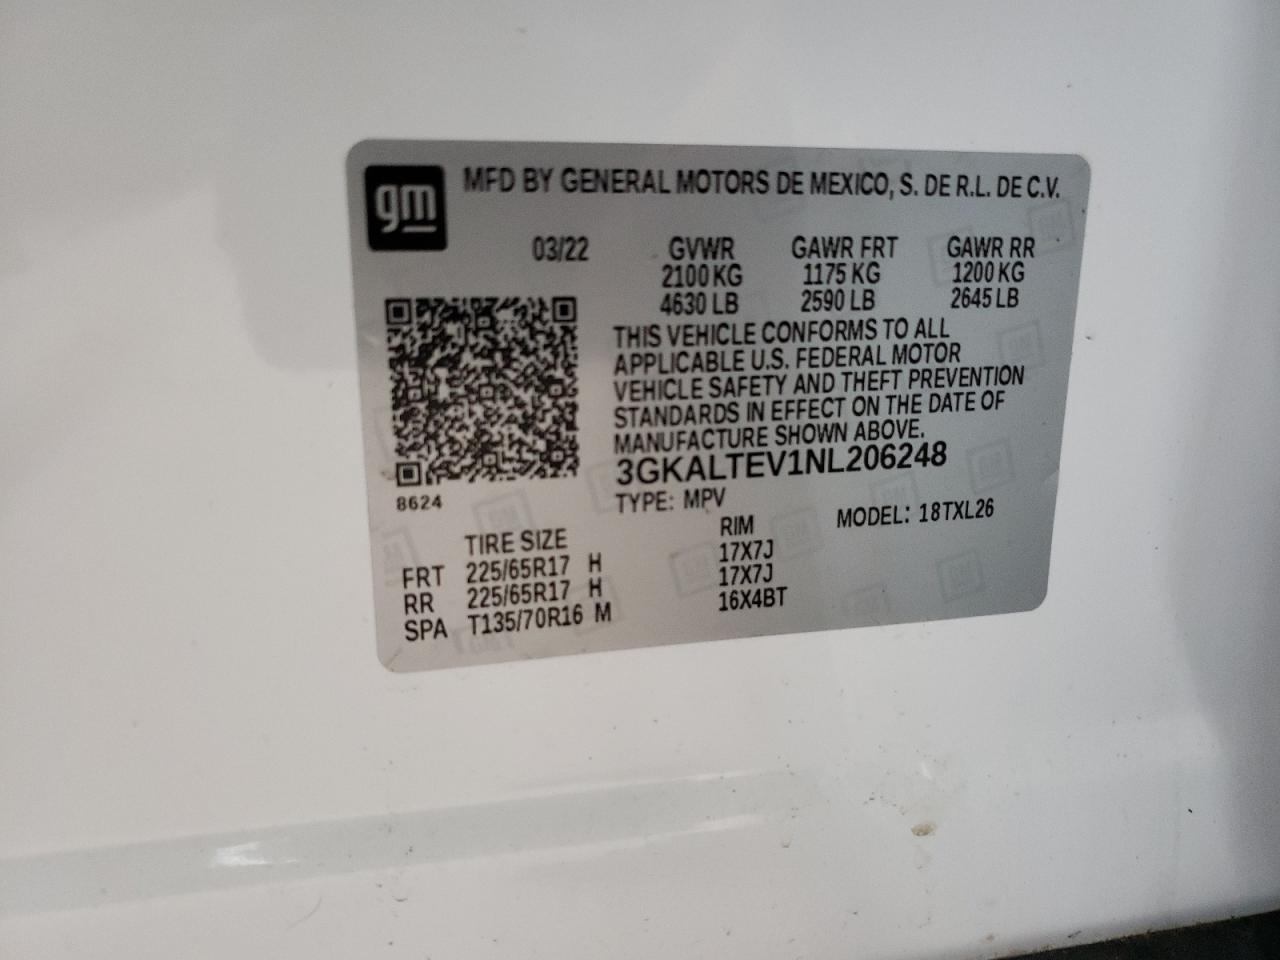 gm
MFD BY GENERAL MOTORS DE MEXICO, S. DE R.L. DE C.V.
03/22 GVWR GAWR FRT GAWR RR
2100 KG 1175 KG 1200 KG
4630 LB 2590 LB 2645 LB
THIS VEHICLE CONFORMS TO ALL
APPLICABLE U.S. FEDERAL MOTOR
VEHICLE SAFETY AND THEFT PREVENTION
STANDARDS IN EFFECT ON THE DATE OF
MANUFACTURE SHOWN ABOVE.
3GKALTEV1NL206248
8624
TYPE: MPV MODEL: 18TXL26
TIRE SIZE RIM
FRT 225/65R17 H 17X7J
RR 225/65R17 H 17X7J
SPA T135/70R16 M 16X4BT